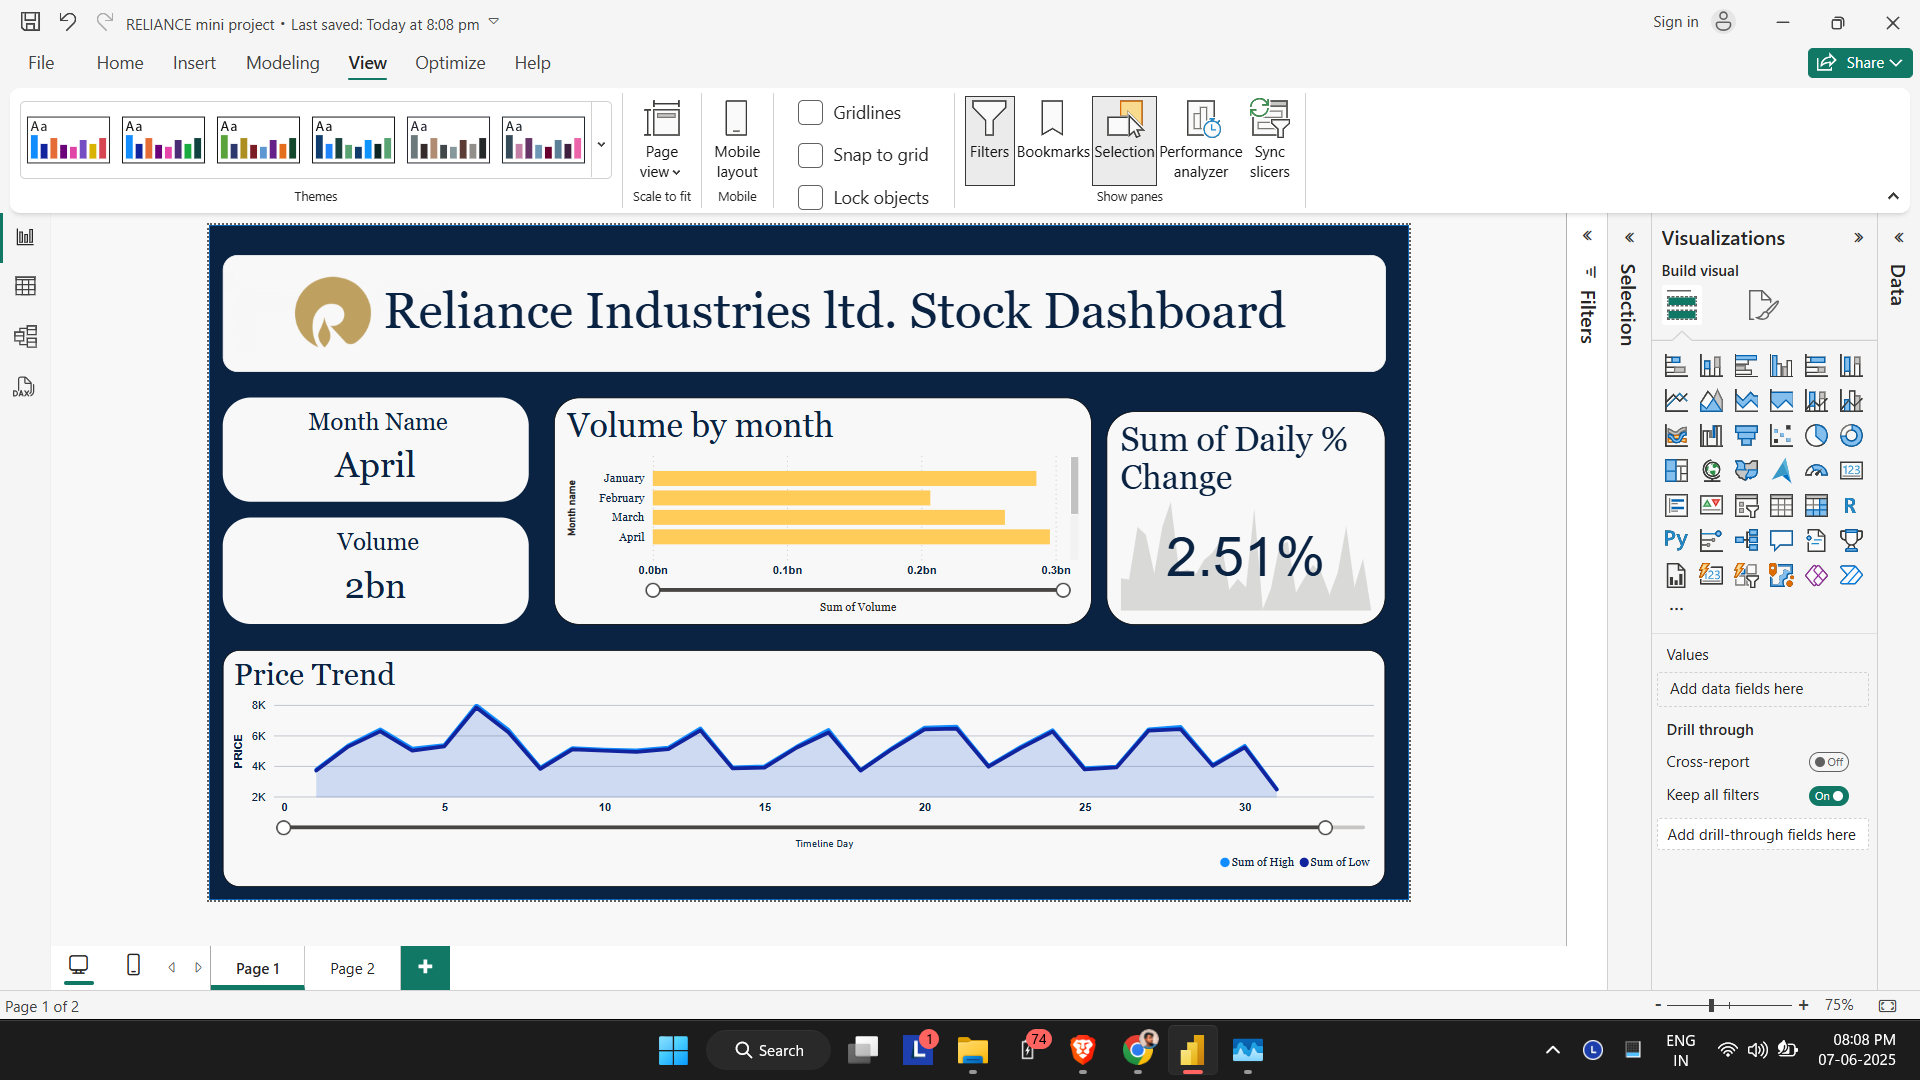 RELIANCE mini project • Last saved: Today at 8:08 pm
Sign in
File
Home
Insert
Modeling
View
Optimize
Help
Share
Aa
Aa
Aa
Aa
Aa
Aa
Themes
Page view
Scale to fit
Mobile layout
Mobile
Gridlines
Snap to grid
Lock objects
Filters
Bookmarks
Selection
Performance analyzer
Sync slicers
Show panes
Reliance Industries ltd. Stock Dashboard
Month Name
April
Volume
2bn
Volume by month
Month name
January
February
March
April
0.0bn
0.1bn
0.2bn
0.3bn
Sum of Volume
Sum of Daily %
Change
2.51%
Price Trend
PRICE
8K
6K
4K
2K
0
5
10
15
20
25
30
Timeline Day
Sum of High
Sum of Low
Filters
Selection
Visualizations
Build visual
Data
DAX
123
R
Py
123
...
Values
Add data fields here
Drill through
Cross-report
Off
Keep all filters
On
Add drill-through fields here
Page 1
Page 2
+
Page 1 of 2
-
+
75%
Search
L
1
74
L
ENG
IN
08:08 PM
07-06-2025